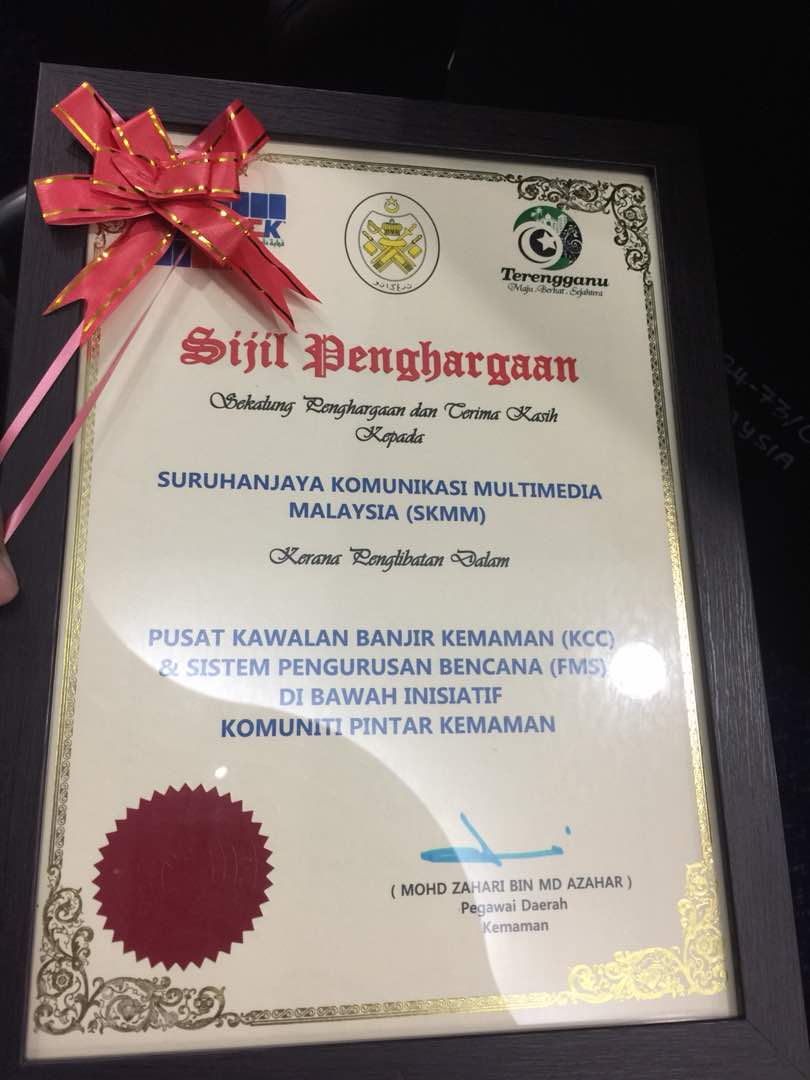 Terengganu
Maju, Berkat, Sejahtera
Sijil Penghargaan
Sekalung Penghargaan dan Terima Kasih
Kepada
SURUHANJAYA KOMUNIKASI MULTIMEDIA
MALAYSIA (SKMM)
Kerana Penglibatan Dalam
PUSAT KAWALAN BANJIR KEMAMAN (KCC)
& SISTEM PENGURUSAN BENCANA (FMS)
DI BAWAH INISIATIF
KOMUNITI PINTAR KEMAMAN
( MOHD ZAHARI BIN MD AZAHAR )
Pegawai Daerah
Kemaman